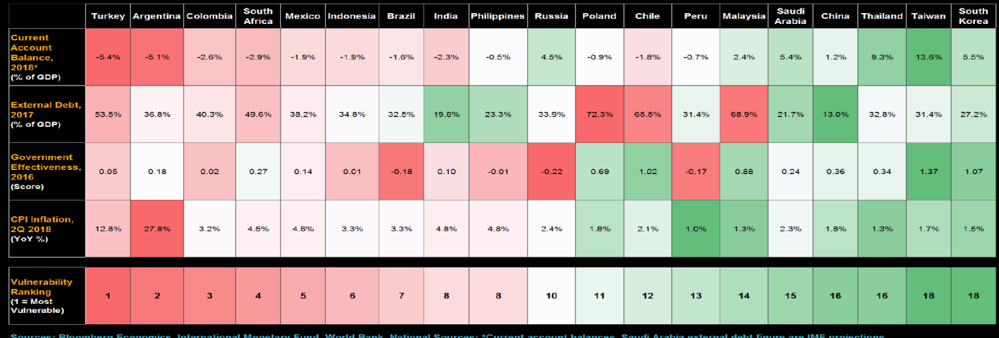 Turkey Argentina Colombia South Africa Mexico Indonesia Brazil India Philippines Russia Poland Chile Peru Malaysia Saudi Arabia China Thailand Taiwan South Korea
Current Account Balance, 2018* (% of GDP) -5.4% -5.1% -2.6% -2.9% -1.9% -1.9% -1.6% -2.3% -0.5% 4.5% -0.9% -1.8% -0.7% 2.4% 5.4% 1.2% 9.3% 13.6% 5.5%
External Debt, 2017 (% of GDP) 53.5% 36.8% 40.3% 49.6% 38.2% 34.8% 32.5% 19.6% 23.3% 33.9% 72.3% 65.5% 31.4% 68.9% 21.7% 13.0% 32.8% 31.4% 27.2%
Government Effectiveness, 2016 (Score) 0.05 0.18 0.02 0.27 0.14 0.01 -0.18 0.10 -0.01 -0.22 0.69 1.02 -0.17 0.88 0.24 0.36 0.34 1.37 1.07
CPI Inflation, 2Q 2018 (YoY %) 12.8% 27.8% 3.2% 4.5% 4.6% 3.3% 3.3% 4.8% 4.8% 2.4% 1.8% 2.1% 1.0% 1.3% 2.3% 1.8% 1.3% 1.7% 1.5%
Vulnerability Ranking (1 = Most Vulnerable) 1 2 3 4 5 6 7 8 8 10 11 12 13 14 15 16 16 18 18
Sources: Bloomberg Economics, International Monetary Fund, World Bank, National Sources; *Current account balances, Saudi Arabia external debt figure are IMF projections